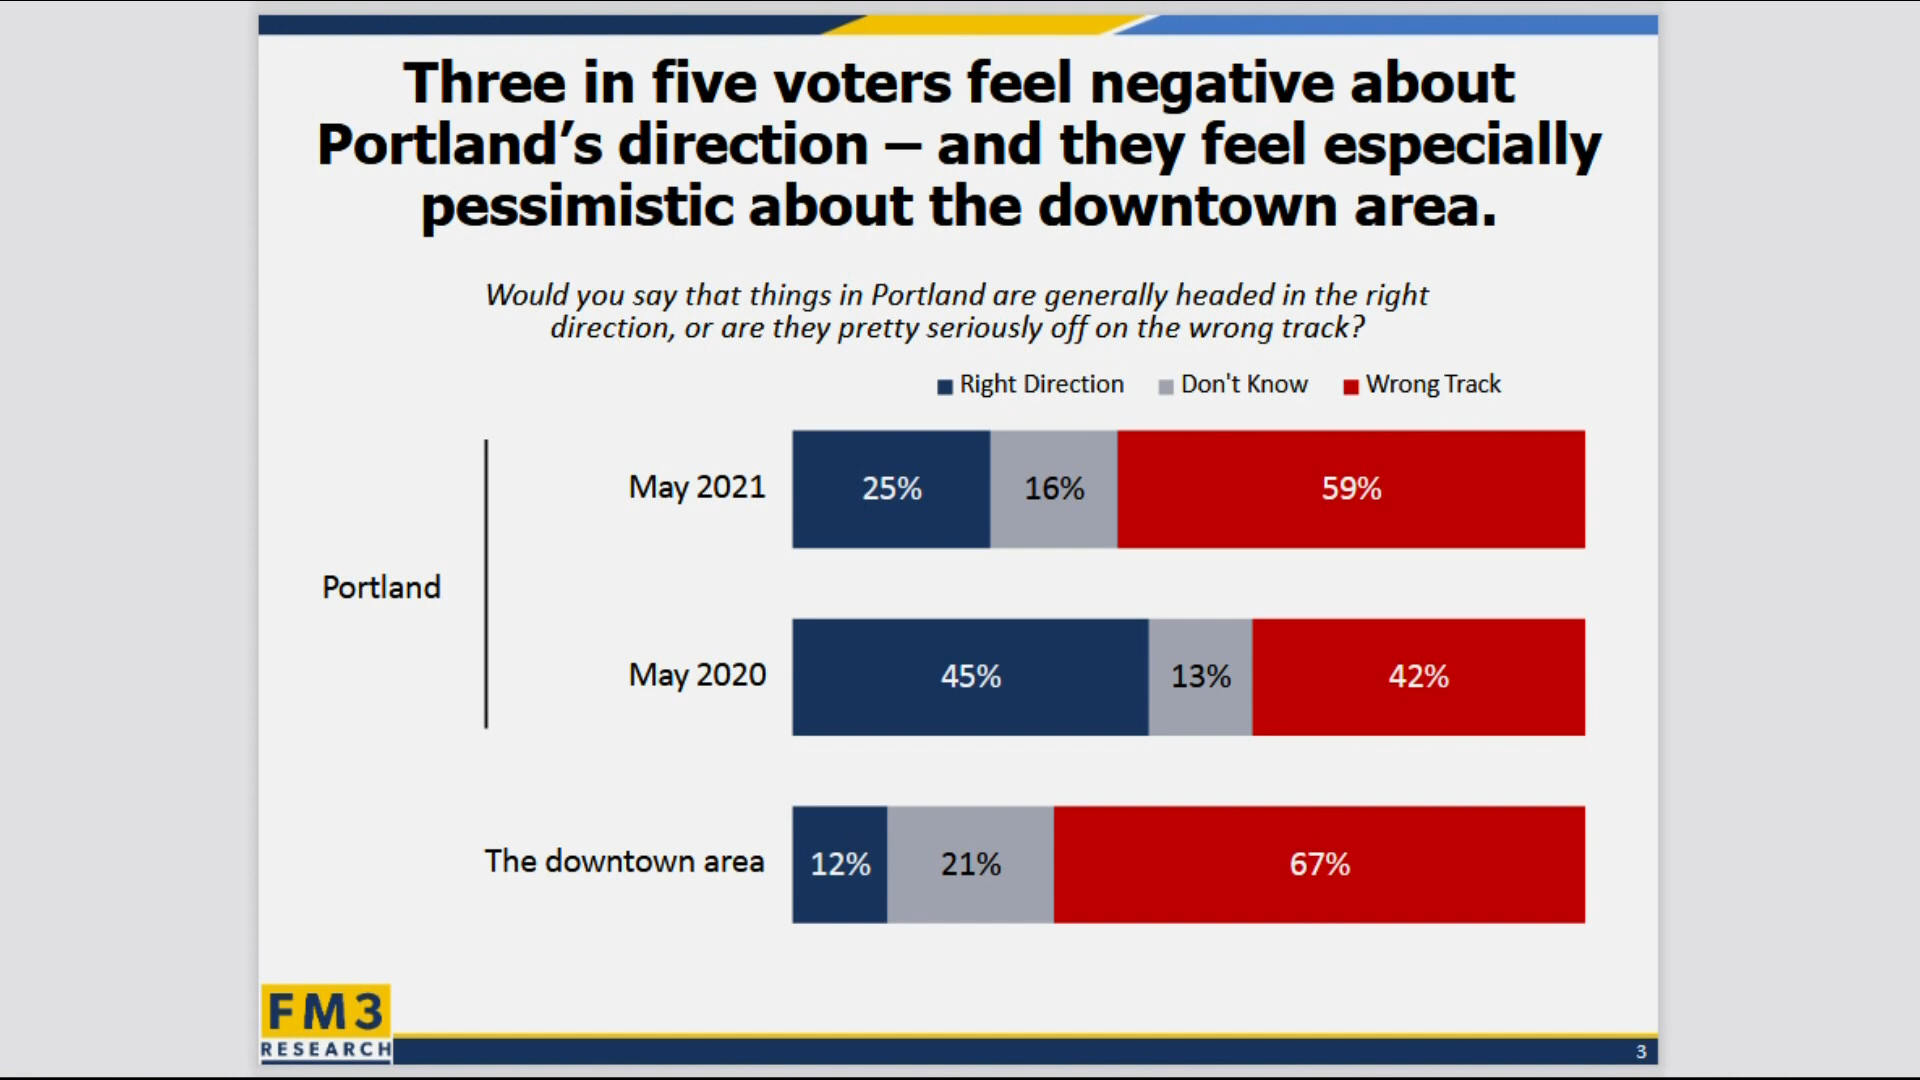 Three in five voters feel negative about
Portland’s direction – and they feel especially
pessimistic about the downtown area.
Would you say that things in Portland are generally headed in the right
direction, or are they pretty seriously off on the wrong track?
Right Direction Don't Know Wrong Track
May 2021 25% 16% 59%
Portland
May 2020 45% 13% 42%
The downtown area 12% 21% 67%
FM3
RESEARCH
3